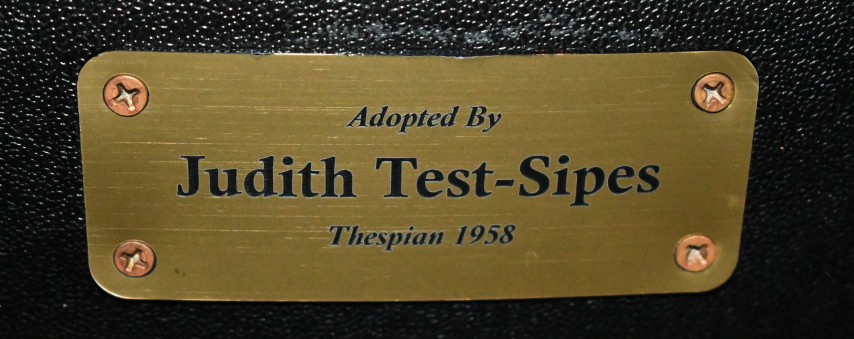 Adopted By
Judith Test-Sipes
Thespian 1958